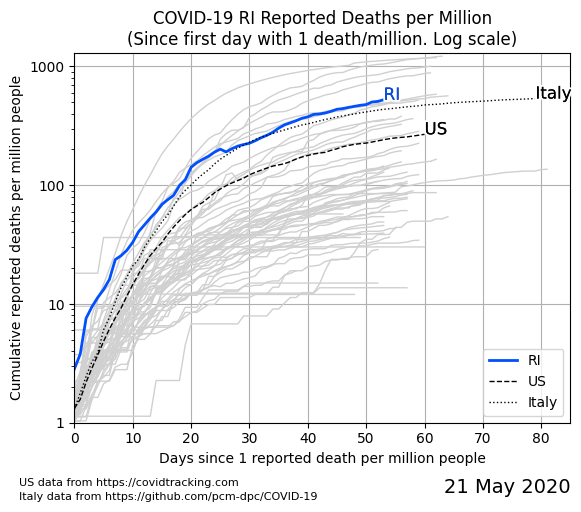 COVID-19 RI Reported Deaths per Million
(Since first day with 1 death/million. Log scale)
Cumulative reported deaths per million people
1000
100
10
1
RI
Italy
US
RI
US
Italy
0 10 20 30 40 50 60 70 80
Days since 1 reported death per million people
US data from https://covidtracking.com
Italy data from https://github.com/pcm-dpc/COVID-19
21 May 2020